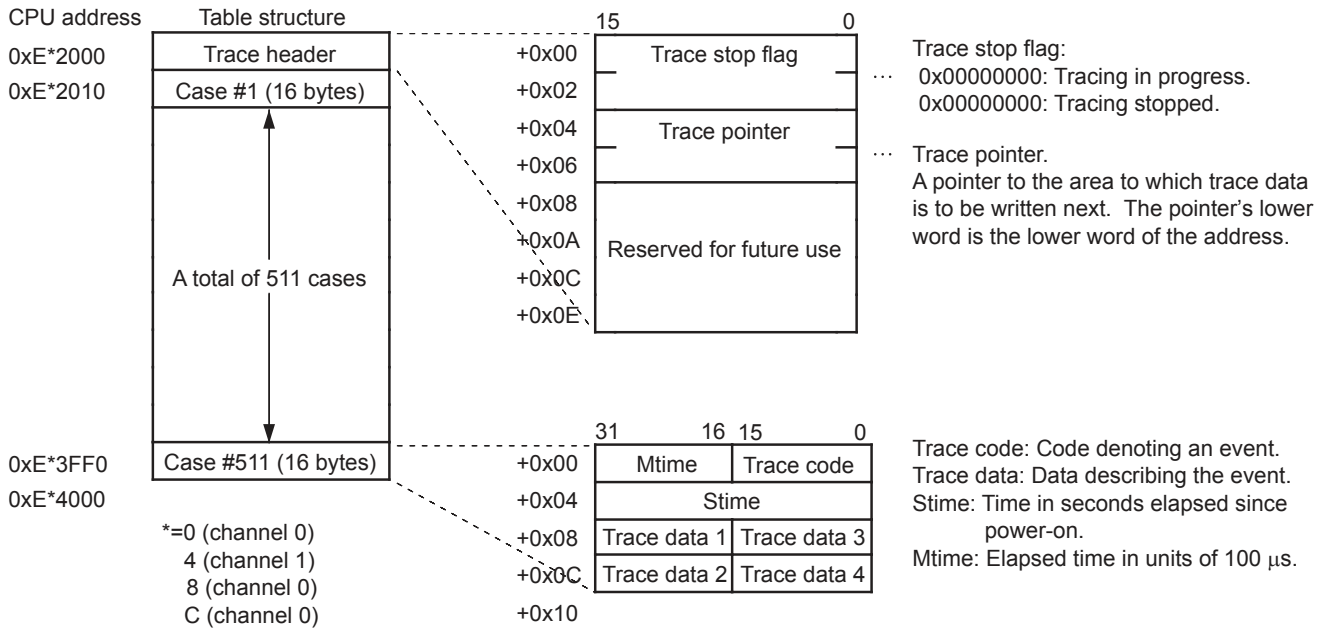 CPU address
Table structure
0xE*2000
Trace header
0xE*2010
Case #1 (16 bytes)
A total of 511 cases
0xE*3FF0
Case #511 (16 bytes)
0xE*4000
*=0 (channel 0)
4 (channel 1)
8 (channel 0)
C (channel 0)
15 0
+0x00
Trace stop flag
+0x02
+0x04
Trace pointer
+0x06
+0x08
+0x0A
Reserved for future use
+0x0C
+0x0E
… Trace stop flag:
0x00000000: Tracing in progress.
0x00000000: Tracing stopped.
… Trace pointer.
A pointer to the area to which trace data
is to be written next. The pointer's lower
word is the lower word of the address.
31 16 15 0
+0x00 Mtime Trace code
+0x04 Stime
+0x08 Trace data 1 Trace data 3
+0x0C Trace data 2 Trace data 4
+0x10
Trace code: Code denoting an event.
Trace data: Data describing the event.
Stime: Time in seconds elapsed since
power-on.
Mtime: Elapsed time in units of 100 μs.